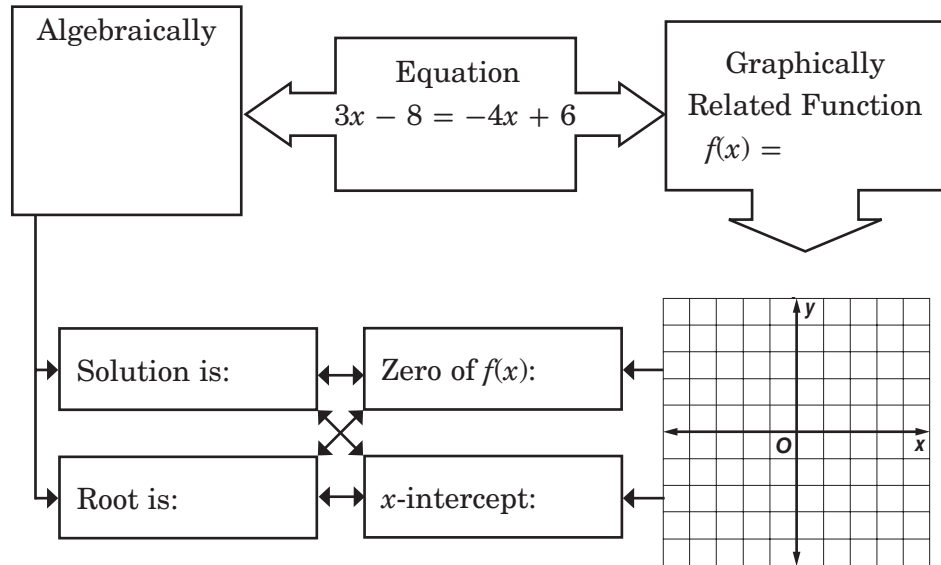 Algebraically
Equation
3x − 8 = −4x + 6
Graphically
Related Function
f(x) =
Solution is:
Zero of f(x):
Root is:
x-intercept:
y
O
x